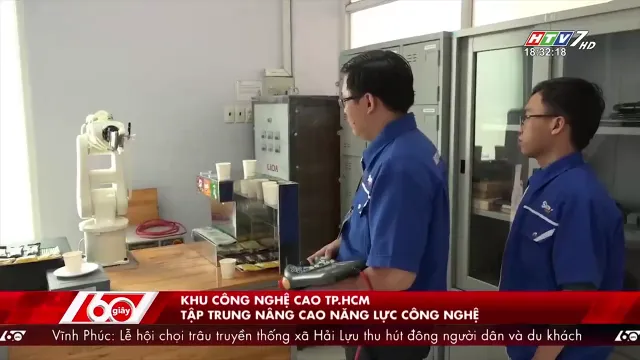 HTV7 HD
18:32:18
60 giây
KHU CÔNG NGHỆ CAO TP.HCM
TẬP TRUNG NÂNG CAO NĂNG LỰC CÔNG NGHỆ
Vĩnh Phúc: Lễ hội chọi trâu truyền thống xã Hải Lựu thu hút đông người dân và du khách